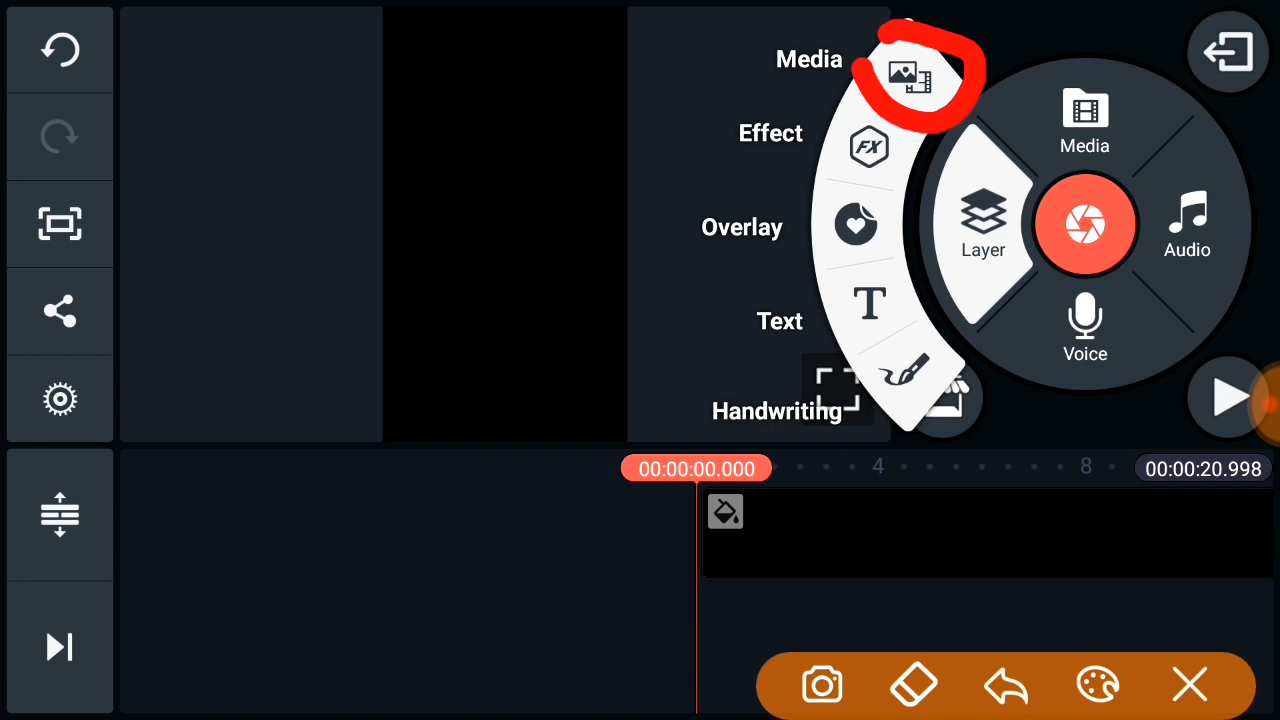 Media
Effect
Overlay
Text
Handwriting
FX
T
Media
Layer
Audio
Voice
00:00:00.000
4
8
00:00:20.998